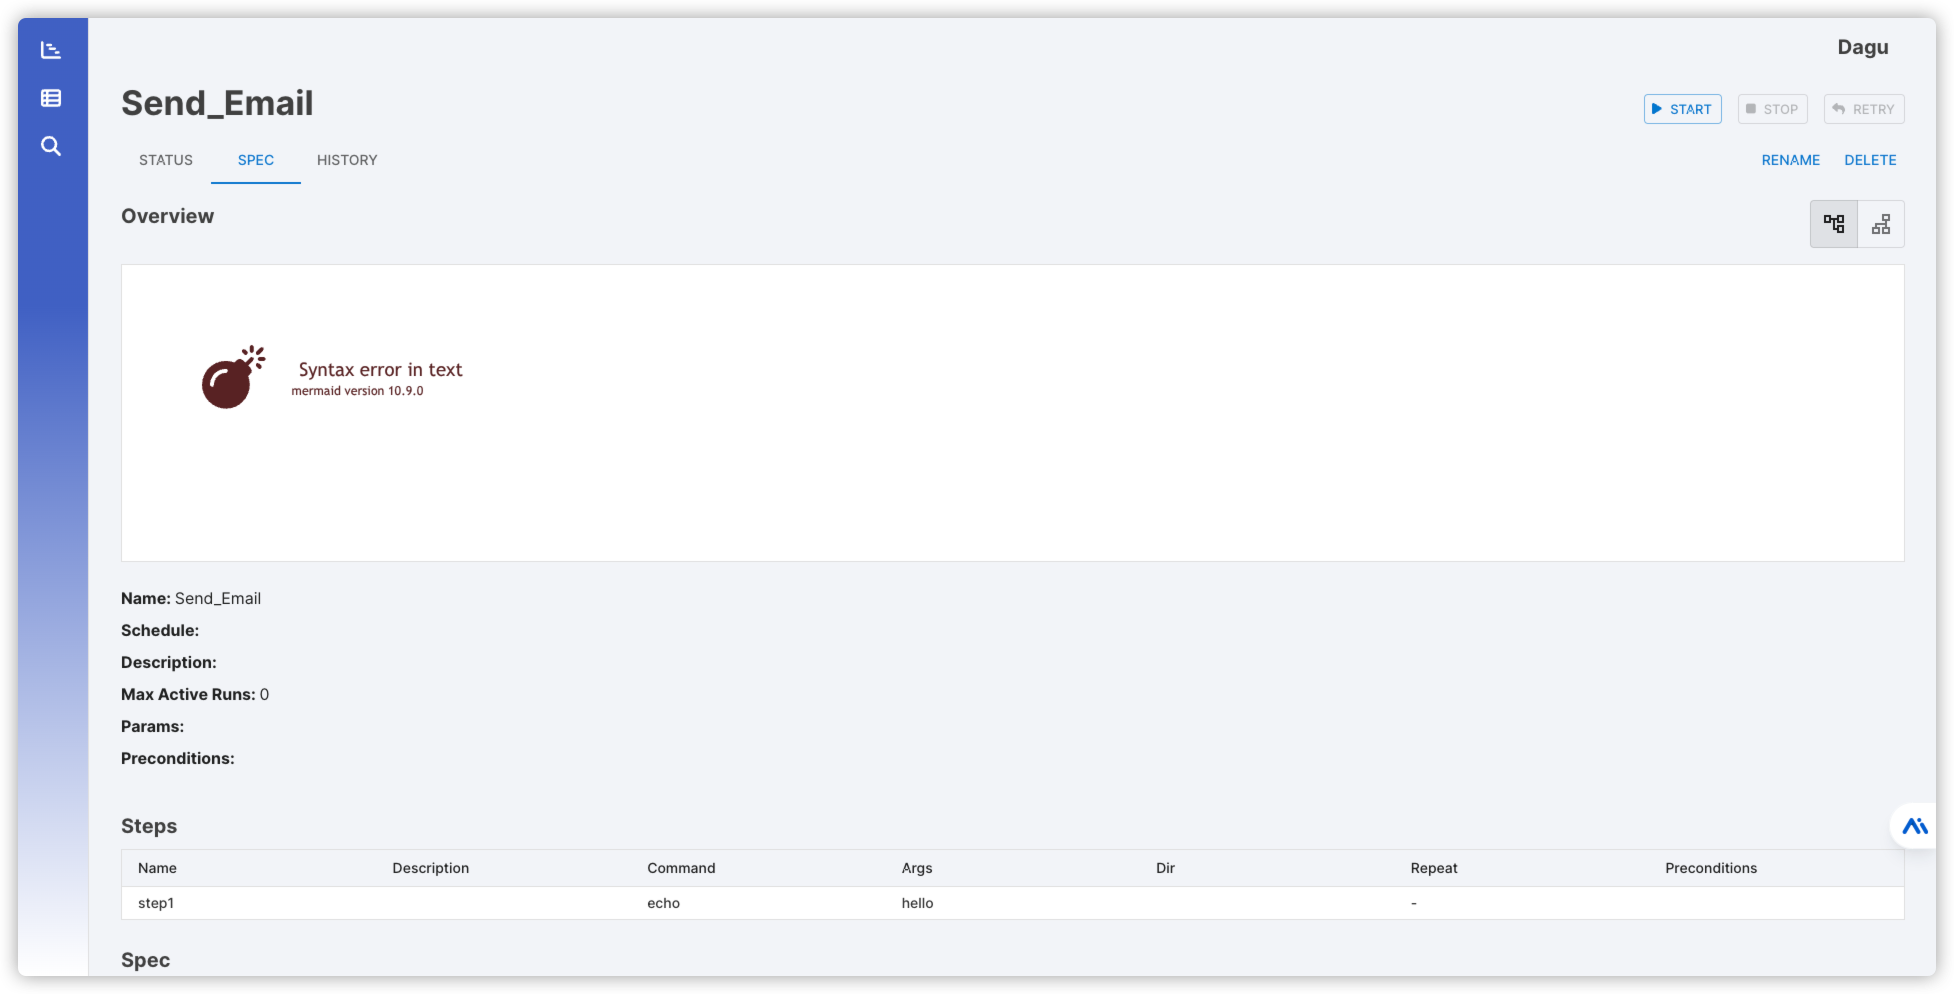 Dagu
Send_Email
START STOP RETRY
STATUS SPEC HISTORY
RENAME DELETE
Overview
Syntax error in text
mermaid version 10.9.0
Name: Send_Email
Schedule:
Description:
Max Active Runs: 0
Params:
Preconditions:
Steps
Name Description Command Args Dir Repeat Preconditions
step1 echo hello -
Spec